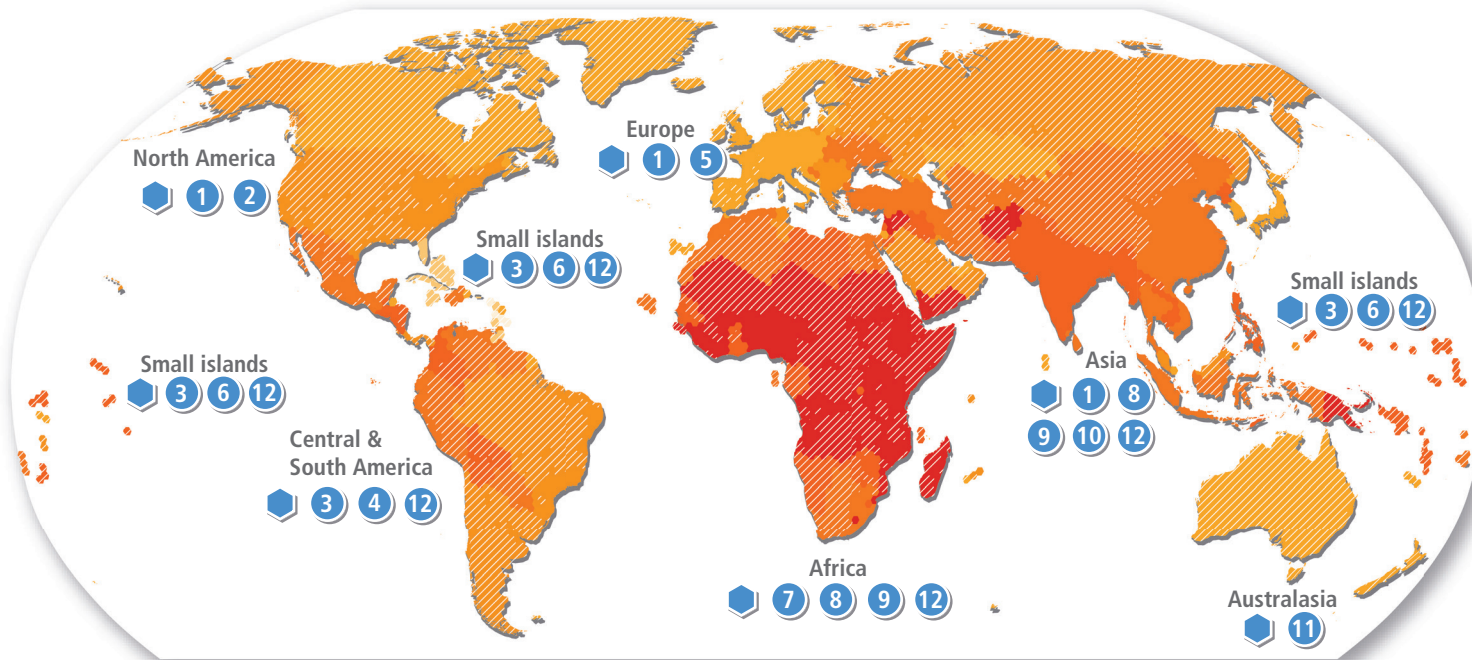 Europe
1 5
North America
1 2
Small islands
3 6 12
Small islands
3 6 12
Small islands
3 6 12
Asia
1 8
9 10 12
Central &
South America
3 4 12
Africa
7 8 9 12
Australasia
11